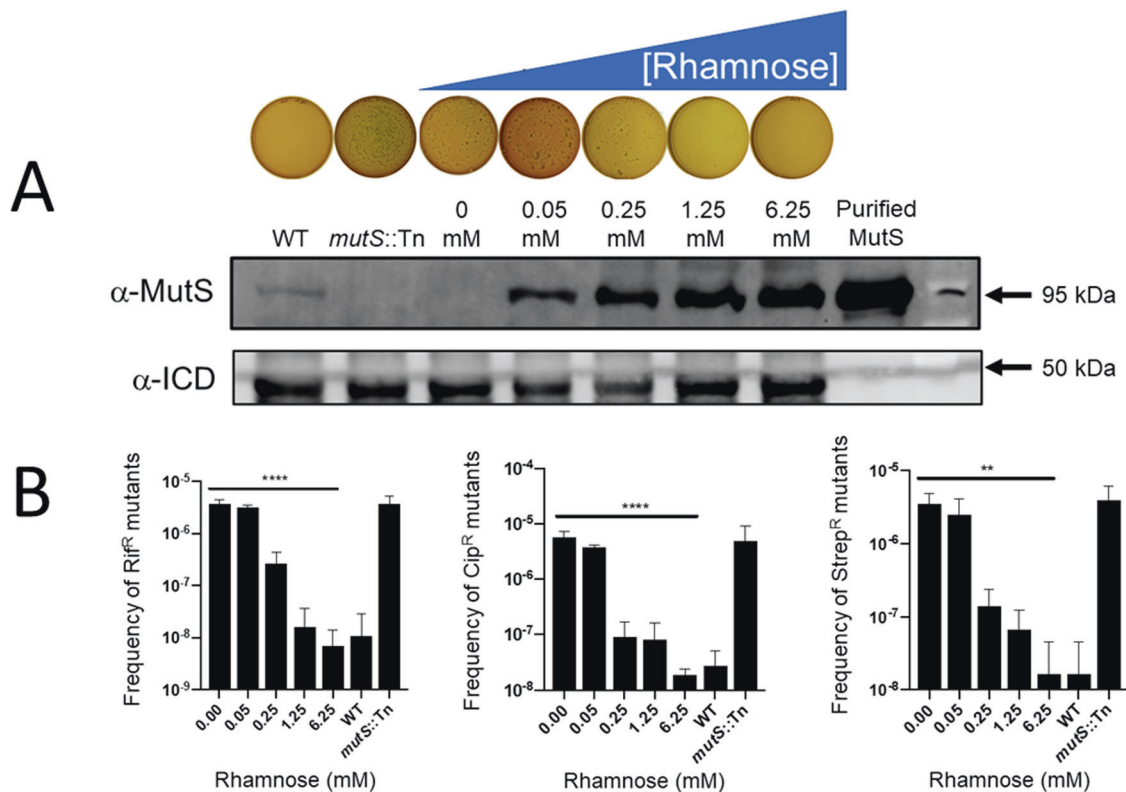 [Rhamnose]
A
WT
mutS::Tn
0 mM
0.05 mM
0.25 mM
1.25 mM
6.25 mM
Purified MutS
α-MutS
95 kDa
α-ICD
50 kDa
B
Frequency of Rifᴿ mutants
10⁻⁵
10⁻⁶
10⁻⁷
10⁻⁸
10⁻⁹
****
0.00
0.05
0.25
1.25
6.25
WT
mutS::Tn
Rhamnose (mM)
Frequency of Cipᴿ mutants
10⁻⁴
10⁻⁵
10⁻⁶
10⁻⁷
10⁻⁸
****
0.00
0.05
0.25
1.25
6.25
WT
mutS::Tn
Rhamnose (mM)
Frequency of Strepᴿ mutants
10⁻⁵
10⁻⁶
10⁻⁷
10⁻⁸
**
0.00
0.05
0.25
1.25
6.25
WT
mutS::Tn
Rhamnose (mM)